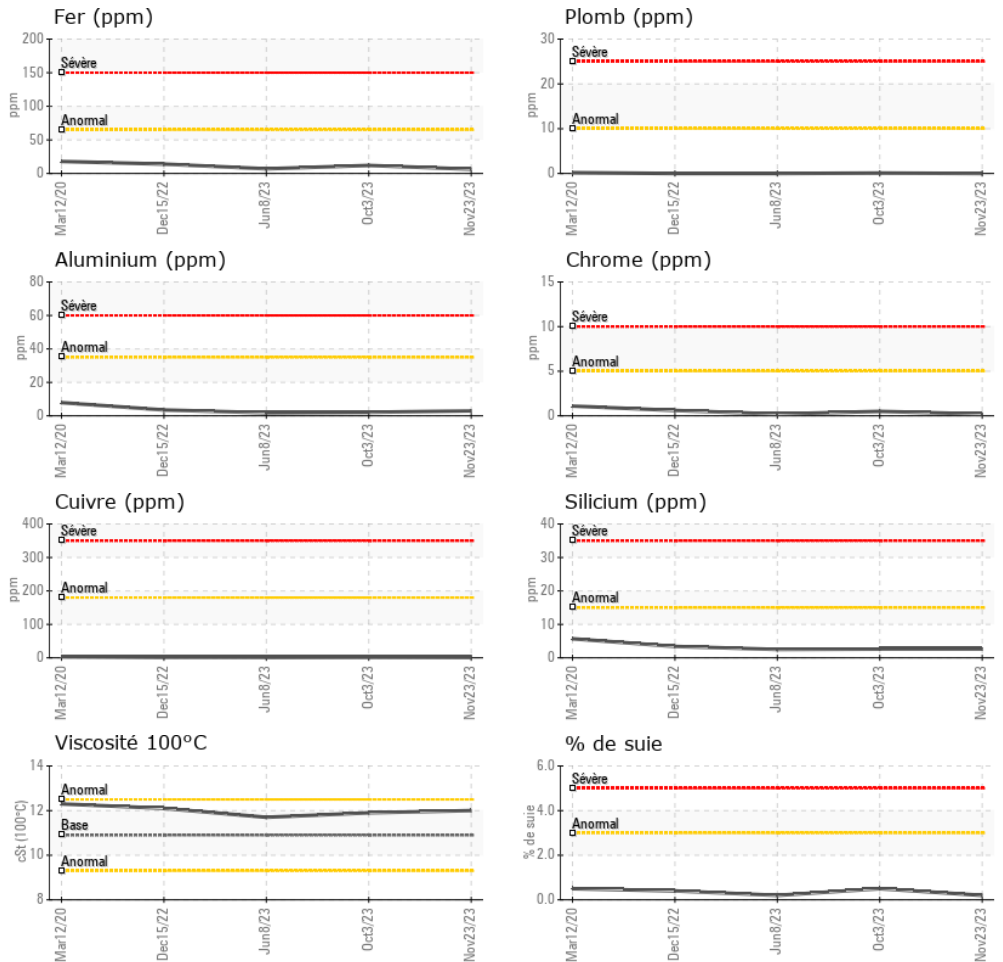 Fer (ppm)
200
150
100
50
0
ppm
Sévère
Anormal
Mar12/20
Dec15/22
Jun8/23
Oct3/23
Nov23/23
Plomb (ppm)
30
20
10
0
ppm
Sévère
Anormal
Mar12/20
Dec15/22
Jun8/23
Oct3/23
Nov23/23
Aluminium (ppm)
80
60
40
20
0
ppm
Sévère
Anormal
Mar12/20
Dec15/22
Jun8/23
Oct3/23
Nov23/23
Chrome (ppm)
15
10
5
0
ppm
Sévère
Anormal
Mar12/20
Dec15/22
Jun8/23
Oct3/23
Nov23/23
Cuivre (ppm)
400
300
200
100
0
ppm
Sévère
Anormal
Mar12/20
Dec15/22
Jun8/23
Oct3/23
Nov23/23
Silicium (ppm)
40
30
20
10
0
ppm
Sévère
Anormal
Mar12/20
Dec15/22
Jun8/23
Oct3/23
Nov23/23
Viscosité 100°C
14
12
10
8
cSt (100°C)
Anormal
Base
Anormal
Mar12/20
Dec15/22
Jun8/23
Oct3/23
Nov23/23
% de suie
6.0
4.0
2.0
0.0
% de suie
Sévère
Anormal
Mar12/20
Dec15/22
Jun8/23
Oct3/23
Nov23/23